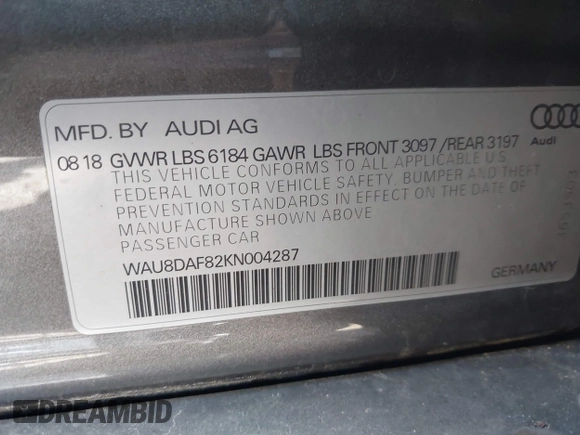 MFD. BY AUDI AG
Audi
08 18 GVWR LBS 6184 GAWR LBS FRONT 3097 /REAR 3197
THIS VEHICLE CONFORMS TO ALL APPLICABLE U.S.
FEDERAL MOTOR VEHICLE SAFETY, BUMPER AND THEFT
PREVENTION STANDARDS IN EFFECT ON THE DATE OF
MANUFACTURE SHOWN ABOVE
PASSENGER CAR
WAU8DAF82KN004287
GERMANY
DREAMBID